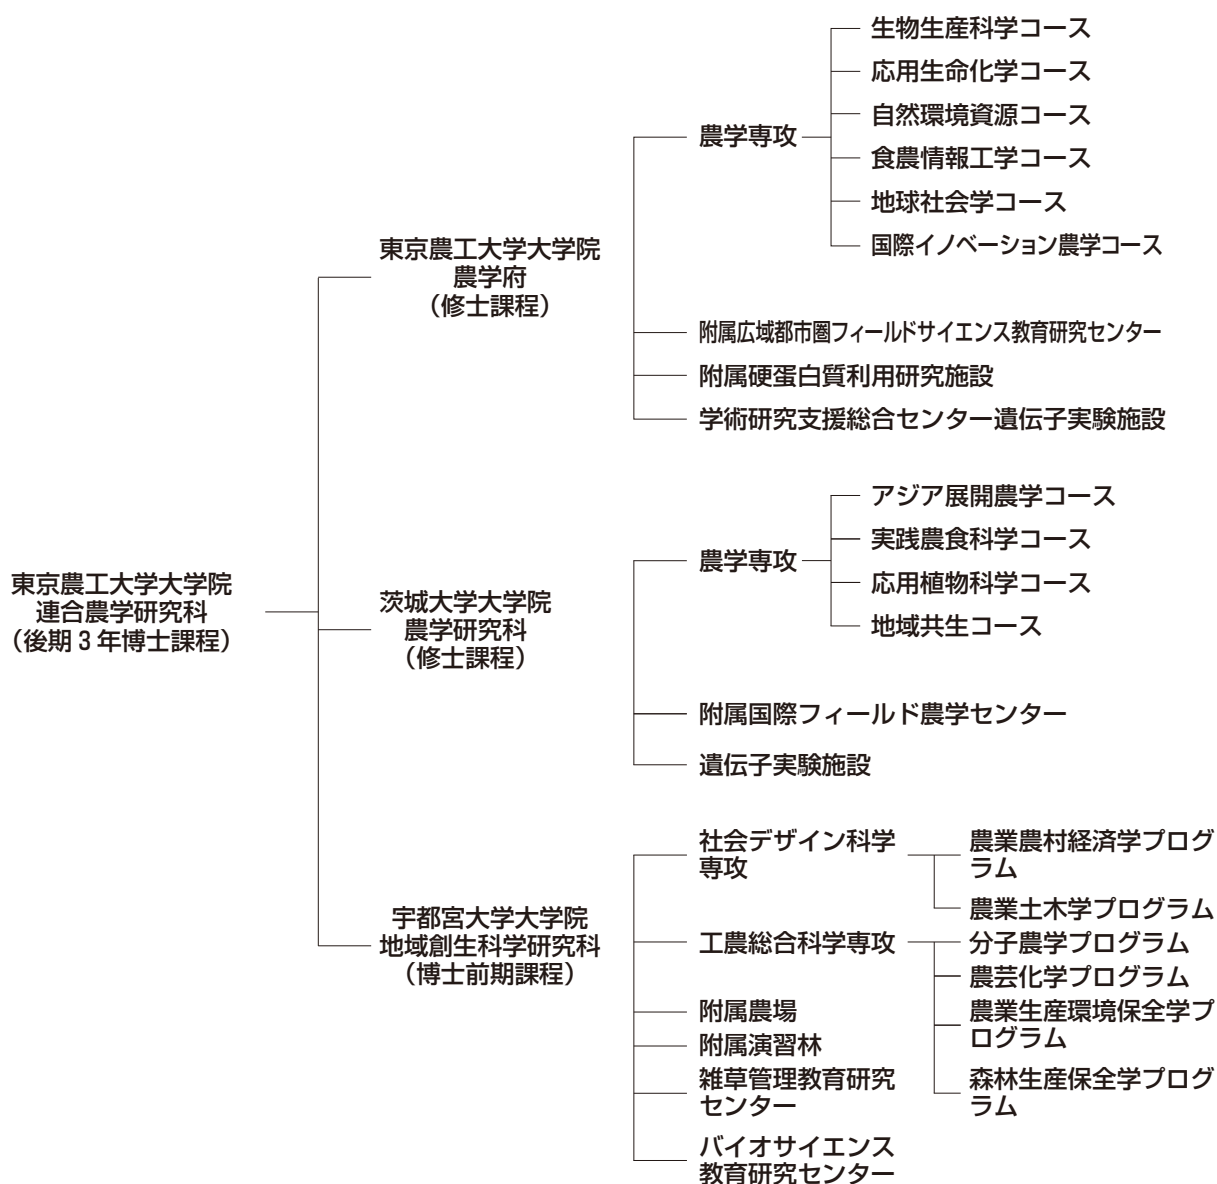 東京農工大学大学院
連合農学研究科
（後期3年博士課程）
東京農工大学大学院
農学府
（修士課程）
農学専攻
生物生産科学コース
応用生命化学コース
自然環境資源コース
食農情報工学コース
地球社会学コース
国際イノベーション農学コース
附属広域都市圏フィールドサイエンス教育研究センター
附属硬蛋白質利用研究施設
学術研究支援総合センター遺伝子実験施設
茨城大学大学院
農学研究科
（修士課程）
農学専攻
アジア展開農学コース
実践農食科学コース
応用植物科学コース
地域共生コース
附属国際フィールド農学センター
遺伝子実験施設
宇都宮大学大学院
地域創生科学研究科
（博士前期課程）
社会デザイン科学
専攻
農業農村経済学プログ
ラム
農業土木学プログラム
工農総合科学専攻
分子農学プログラム
農芸化学プログラム
農業生産環境保全学プ
ログラム
森林生産保全学プログ
ラム
附属農場
附属演習林
雑草管理教育研究
センター
バイオサイエンス
教育研究センター